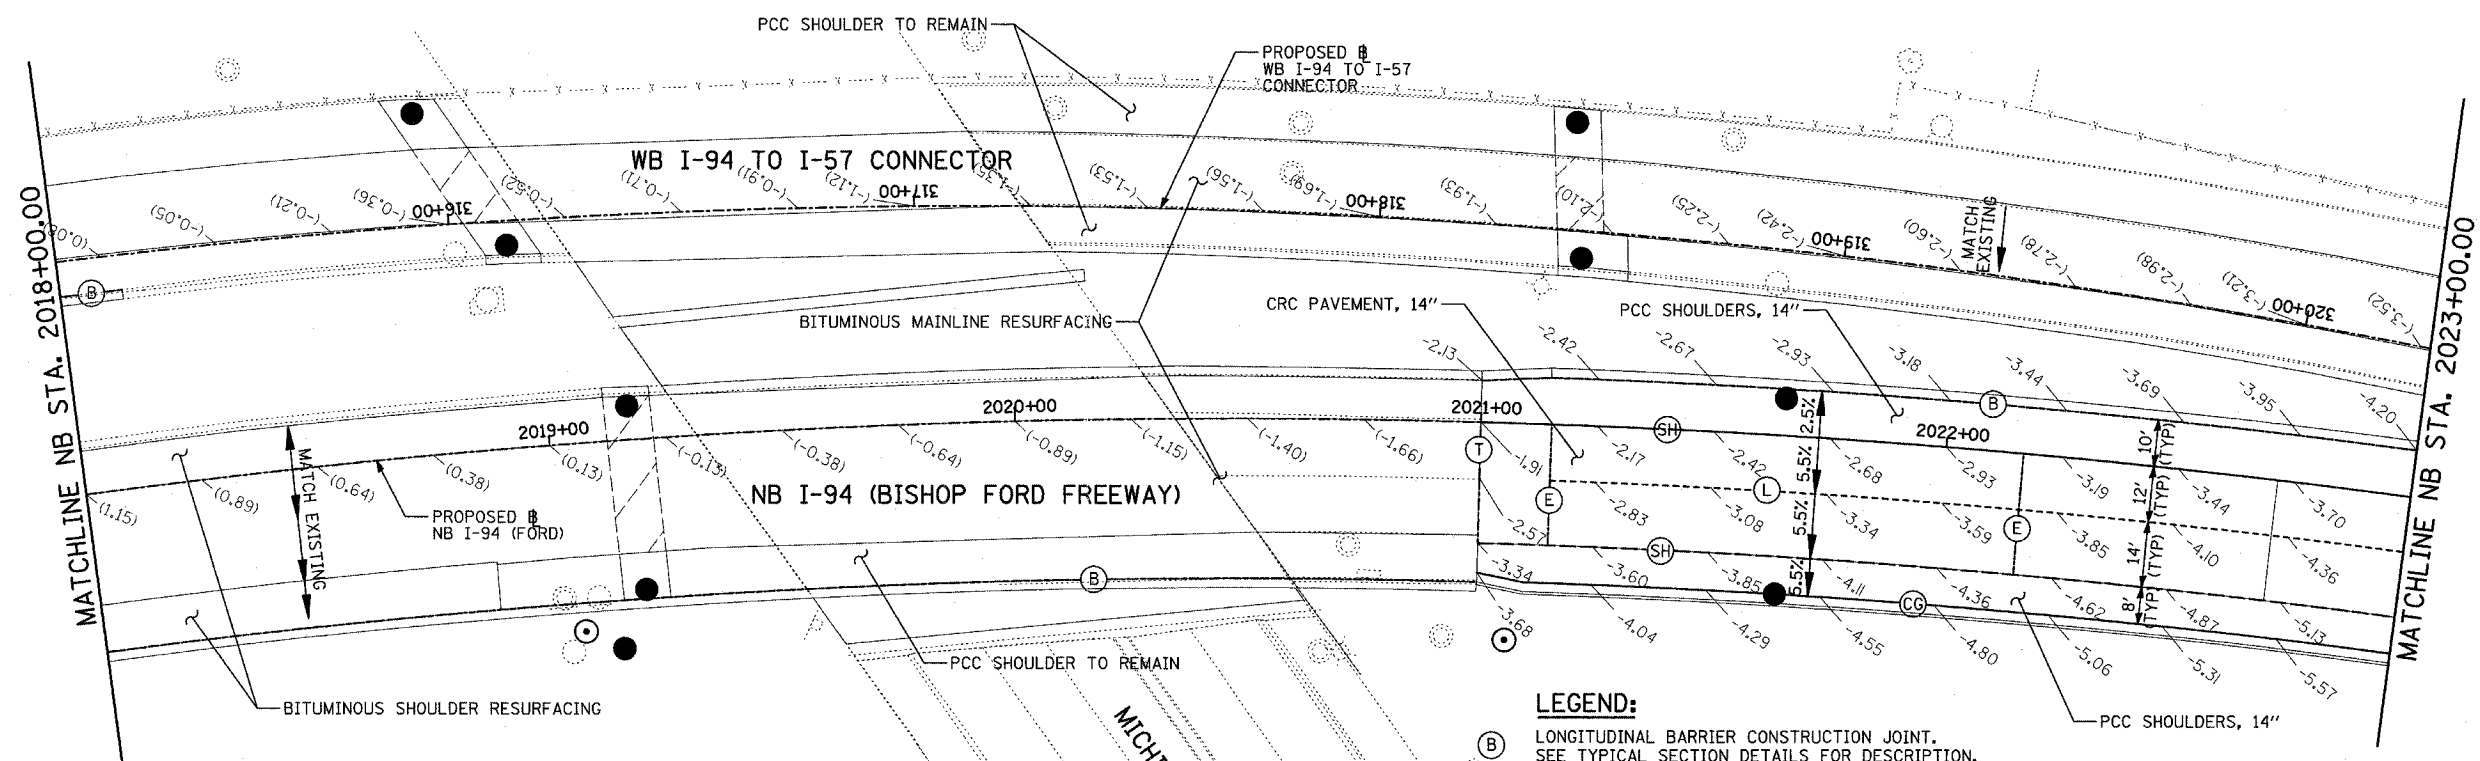 PCC SHOULDER TO REMAIN
PROPOSED ℄
WB I-94 TO I-57
CONNECTOR
WB I-94 TO I-57 CONNECTOR
(-0.05)
(-0.21)
(-0.36)
316+00
(-0.52)
(-0.71)
(-0.91)
(-1.12)
317+00
(-1.35)
(-1.53)
(-1.56)
(-1.69)
318+00
(-1.93)
(-2.10)
(-2.25)
(-2.42)
319+00
(-2.60)
MATCH
EXISTING
(-2.78)
(-2.98)
(-3.21)
320+00
(-3.52)
MATCHLINE NB STA. 2018+00.00
B
BITUMINOUS MAINLINE RESURFACING
CRC PAVEMENT, 14"
PCC SHOULDERS, 14"
-2.13
-2.42
-2.67
-2.93
-3.18
-3.44
-3.69
-3.95
-4.20
B
2019+00
2020+00
2021+00
2022+00
SH
T
E
L
E
SH
(1.15)
(0.89)
(0.64)
(0.38)
(0.13)
(-0.13)
(-0.38)
(-0.64)
(-0.89)
(-1.15)
(-1.40)
(-1.66)
-1.91
-2.17
-2.42
-2.68
-2.93
-3.19
-3.44
-3.70
MATCH EXISTING
PROPOSED ℄
NB I-94 (FORD)
NB I-94 (BISHOP FORD FREEWAY)
-2.57
-2.83
-3.08
-3.34
-3.59
-3.85
-4.10
-4.36
2.5%
5.5%
5.5%
5.5%
10'
(TYP)
12'
(TYP)
14'
(TYP)
8'
(TYP)
B
-3.34
-3.60
-3.85
-4.11
-4.36
-4.62
-4.87
-5.13
CG
-3.68
-4.04
-4.29
-4.55
-4.80
-5.06
-5.31
-5.57
MATCHLINE NB STA. 2023+00.00
PCC SHOULDER TO REMAIN
BITUMINOUS SHOULDER RESURFACING
PCC SHOULDERS, 14"
LEGEND:
B LONGITUDINAL BARRIER CONSTRUCTION JOINT.
SEE TYPICAL SECTION DETAILS FOR DESCRIPTION.